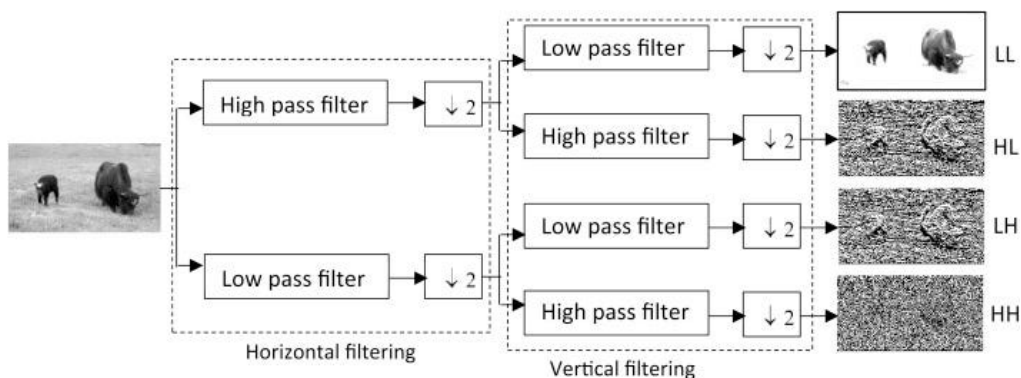 Low pass filter
↓ 2
LL
High pass filter
↓ 2
High pass filter
↓ 2
HL
Low pass filter
↓ 2
LH
Low pass filter
↓ 2
High pass filter
↓ 2
HH
Horizontal filtering
Vertical filtering